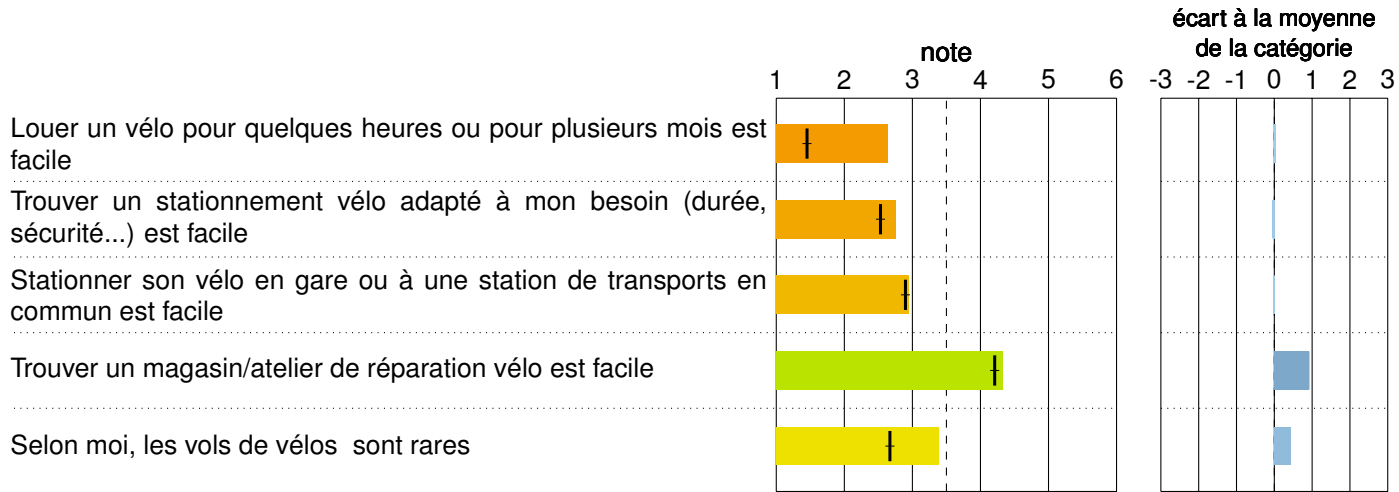 écart à la moyenne
note
de la catégorie
1 2 3 4 5 6
-3 -2 -1 0 1 2 3
Louer un vélo pour quelques heures ou pour plusieurs mois est
facile
Trouver un stationnement vélo adapté à mon besoin (durée,
sécurité...) est facile
Stationner son vélo en gare ou à une station de transports en
commun est facile
Trouver un magasin/atelier de réparation vélo est facile
Selon moi, les vols de vélos sont rares